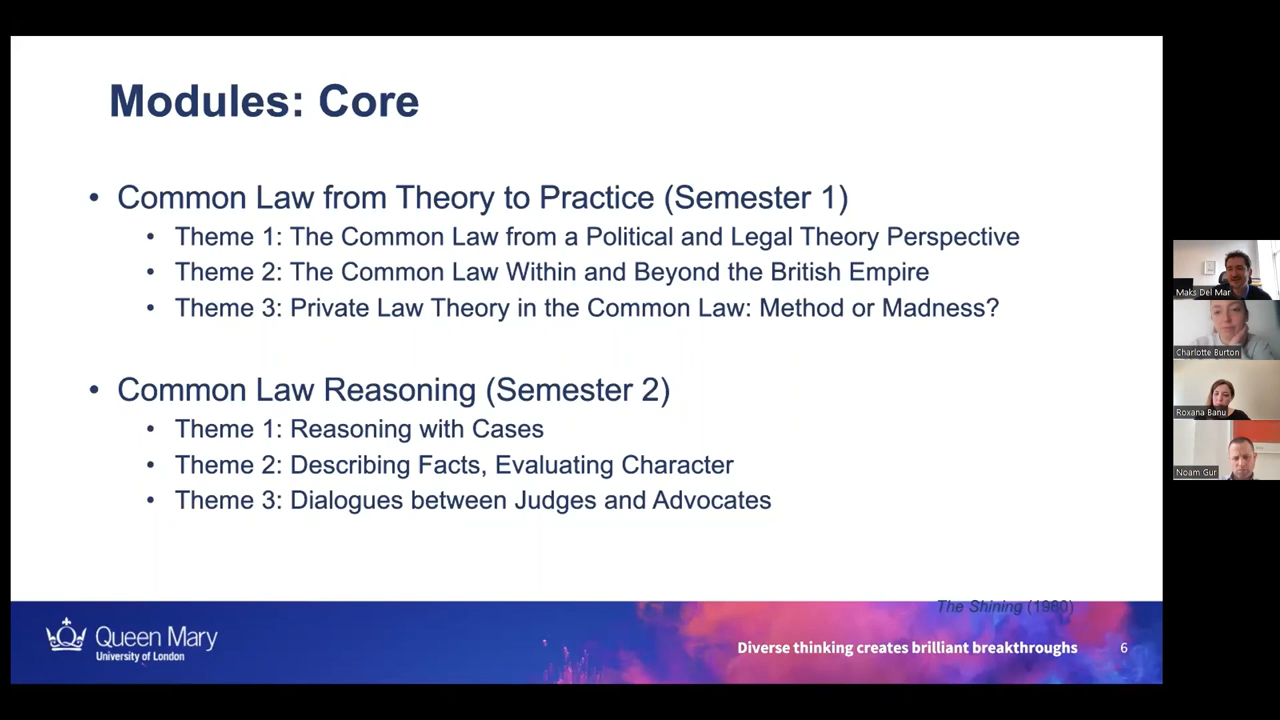 Modules: Core
• Common Law from Theory to Practice (Semester 1)
• Theme 1: The Common Law from a Political and Legal Theory Perspective
• Theme 2: The Common Law Within and Beyond the British Empire
• Theme 3: Private Law Theory in the Common Law: Method or Madness?
• Common Law Reasoning (Semester 2)
• Theme 1: Reasoning with Cases
• Theme 2: Describing Facts, Evaluating Character
• Theme 3: Dialogues between Judges and Advocates
The Shining (1980)
Queen Mary
University of London
Diverse thinking creates brilliant breakthroughs
6
Maks Del Mar
Charlotte Burton
Roxana Banu
Noam Gur